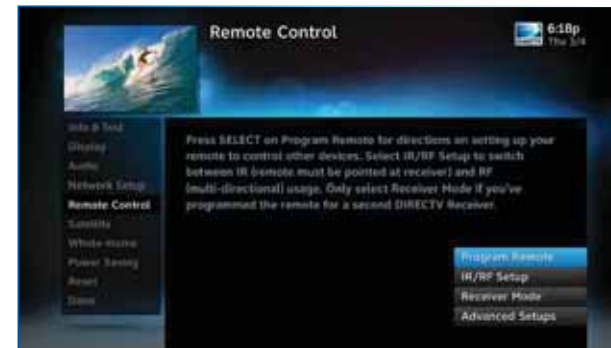 Remote Control
6:18p
Thu 3/4
Info & Test
Display
Audio
Network Setup
Remote Control
Satellite
Whole-Home
Power Saving
Reset
Done
Press SELECT on Program Remote for directions on setting up your
remote to control other devices. Select IR/RF Setup to switch
between IR (remote must be pointed at receiver) and RF
(multi-directional) usage. Only select Receiver Mode if you've
programmed the remote for a second DIRECTV Receiver.
Program Remote
IR/RF Setup
Receiver Mode
Advanced Setups